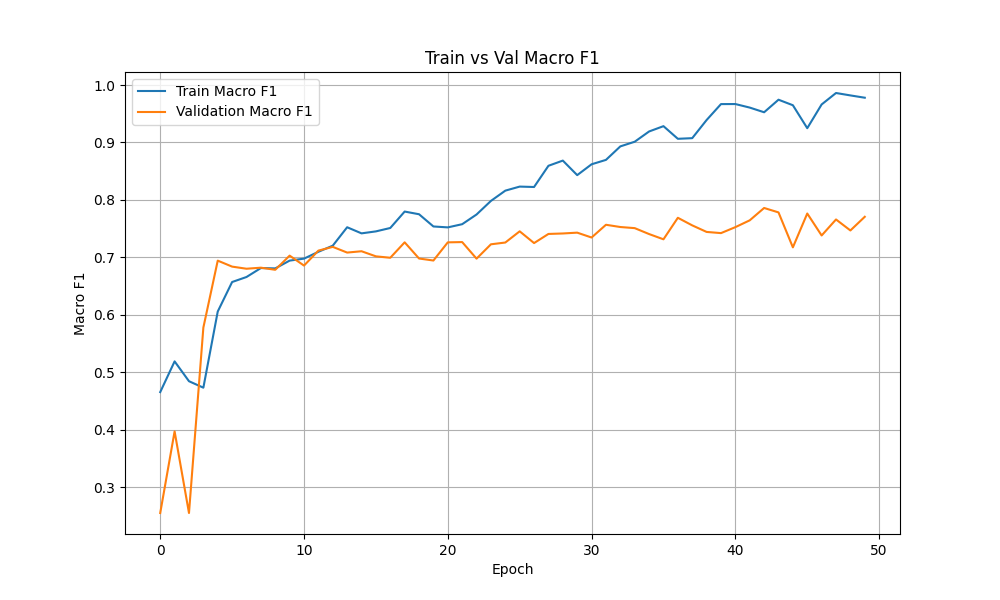 Train vs Val Macro F1
Train Macro F1
Validation Macro F1
Macro F1
1.0
0.9
0.8
0.7
0.6
0.5
0.4
0.3
0 10 20 30 40 50
Epoch